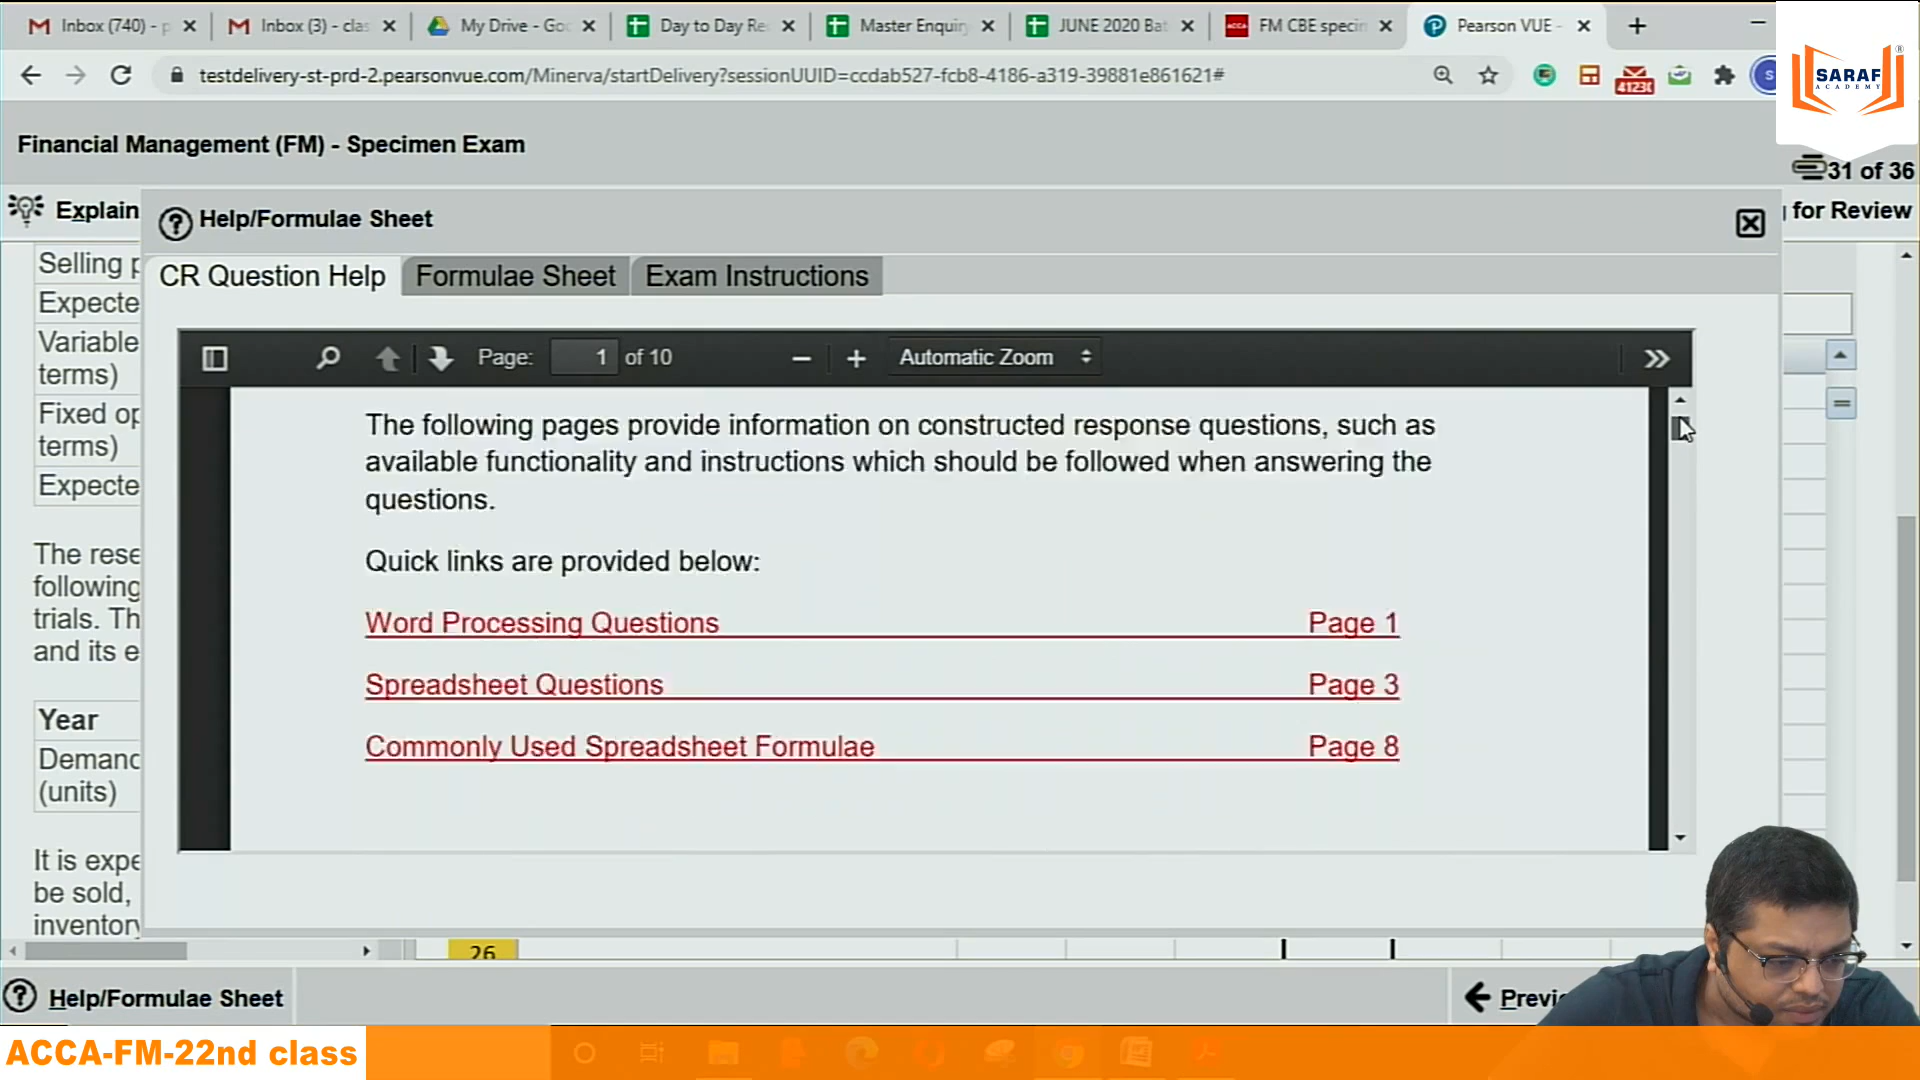 Inbox (740) - p
Inbox (3) - clas
My Drive - Goo
Day to Day Re
Master Enquiry
JUNE 2020 Bat
FM CBE specim
Pearson VUE -
testdelivery-st-prd-2.pearsonvue.com/Minerva/startDelivery?sessionUUID=ccdab527-fcb8-4186-a319-39881e861621#
SARAF
ACADEMY
Financial Management (FM) - Specimen Exam
31 of 36
Explain
for Review
Help/Formulae Sheet
CR Question Help
Formulae Sheet
Exam Instructions
Page: 1 of 10
Automatic Zoom
Selling p
Expecte
Variable
terms)
Fixed op
terms)
Expecte
The rese
following
trials. Th
and its e
Year
Demand
(units)
It is expe
be sold,
inventory
The following pages provide information on constructed response questions, such as
available functionality and instructions which should be followed when answering the
questions.
Quick links are provided below:
Word Processing Questions Page 1
Spreadsheet Questions Page 3
Commonly Used Spreadsheet Formulae Page 8
26
Help/Formulae Sheet
Previ
ACCA-FM-22nd class